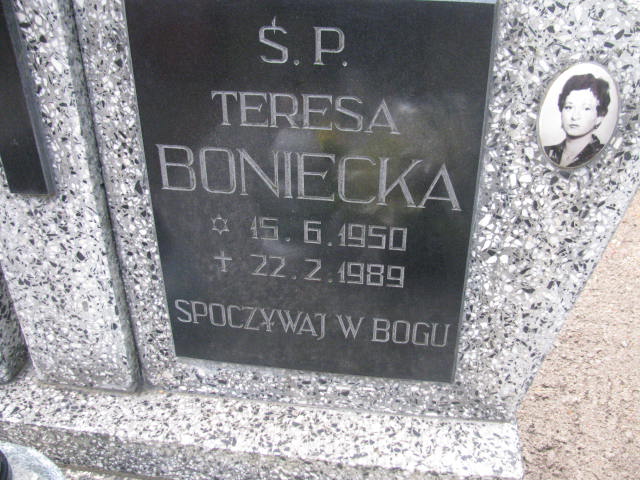 Ś.P.
TERESA
BONIECKA
✡ 15.6.1950
✝ 22.2.1989
SPOCZYWAJ W BOGU